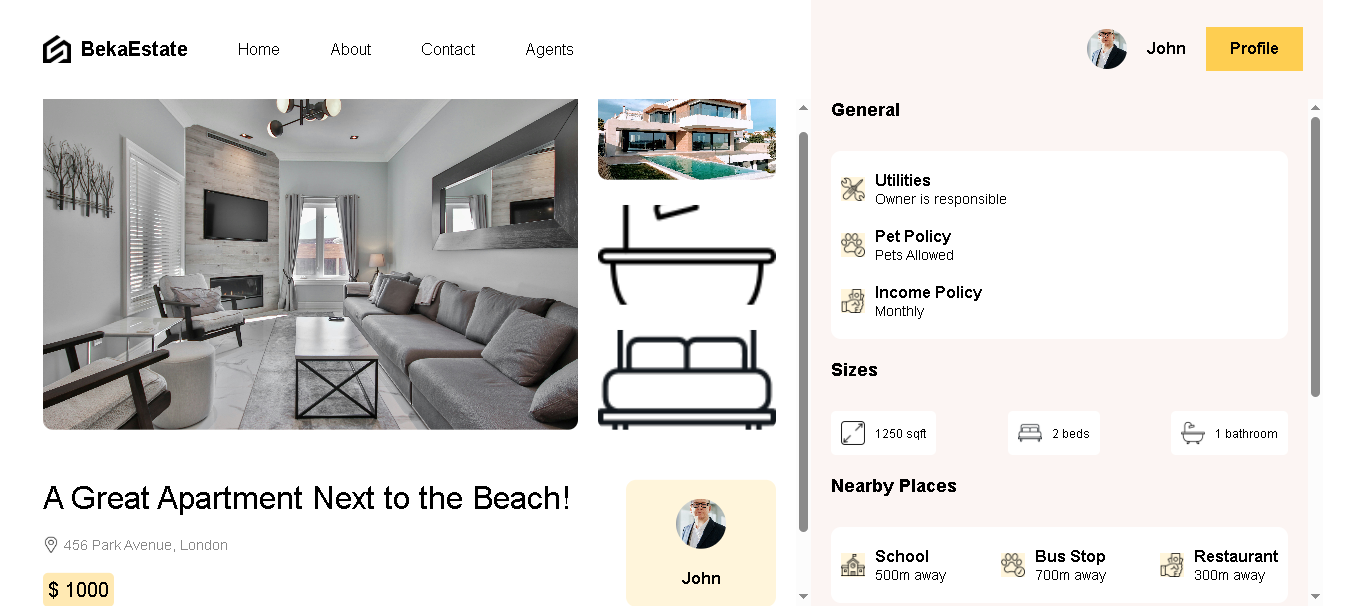 BekaEstate
Home
About
Contact
Agents
John
Profile
A Great Apartment Next to the Beach!
456 Park Avenue, London
$ 1000
John
General
Utilities
Owner is responsible
Pet Policy
Pets Allowed
Income Policy
Monthly
Sizes
1250 sqft
2 beds
1 bathroom
Nearby Places
School
500m away
Bus Stop
700m away
Restaurant
300m away